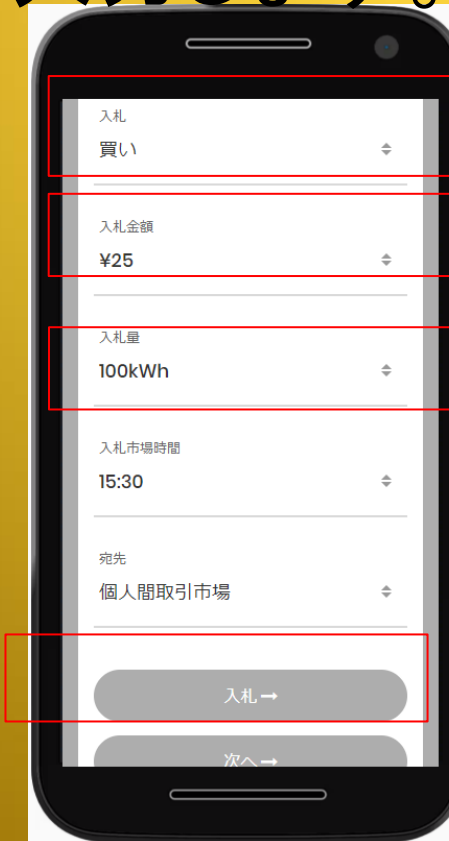 入札
買い
入札金額
¥25
入札量
100kWh
入札市場時間
15:30
宛先
個人間取引市場
入札→
次へ→